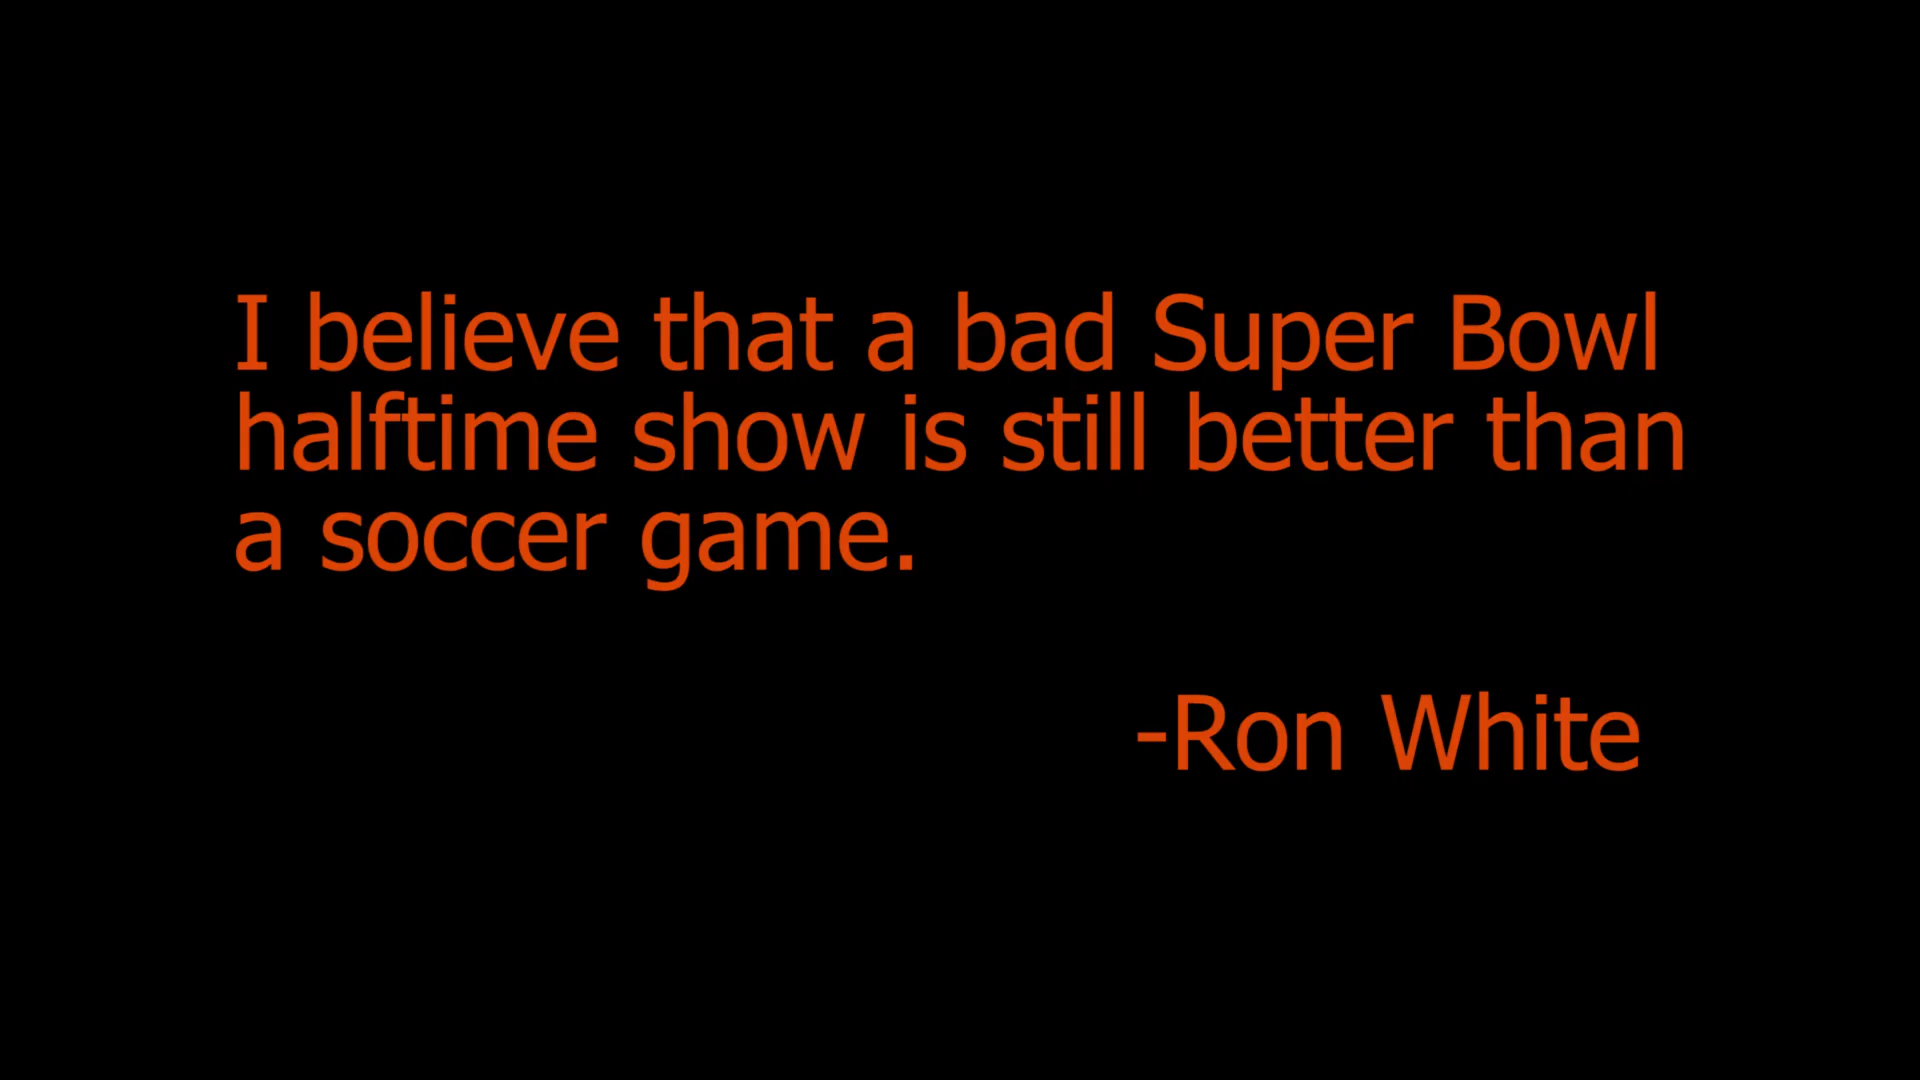 I believe that a bad Super Bowl
halftime show is still better than
a soccer game.
-Ron White